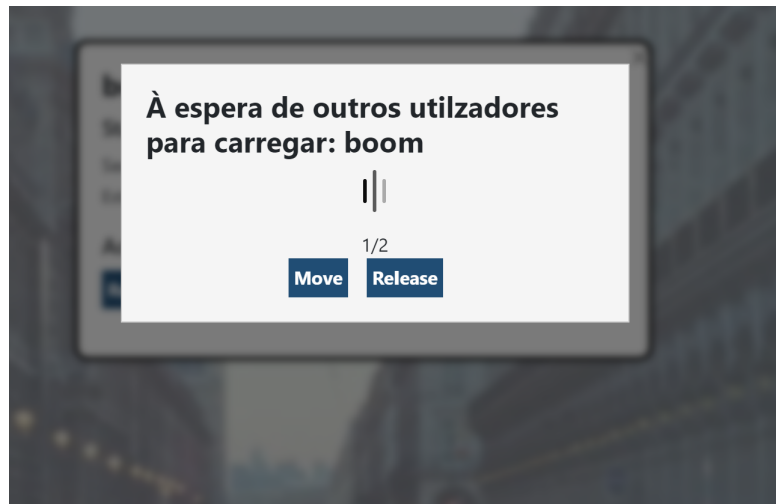 À espera de outros utilzadores
para carregar: boom
1/2
Move Release